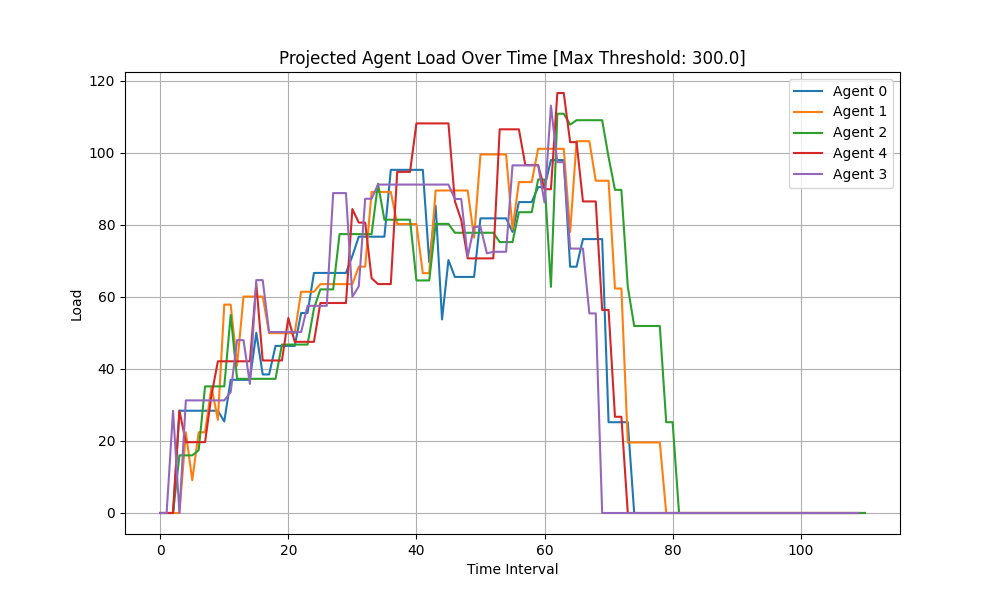 Projected Agent Load Over Time [Max Threshold: 300.0]
Load
120
100
80
60
40
20
0
0 20 40 60 80 100
Time Interval
Agent 0
Agent 1
Agent 2
Agent 4
Agent 3